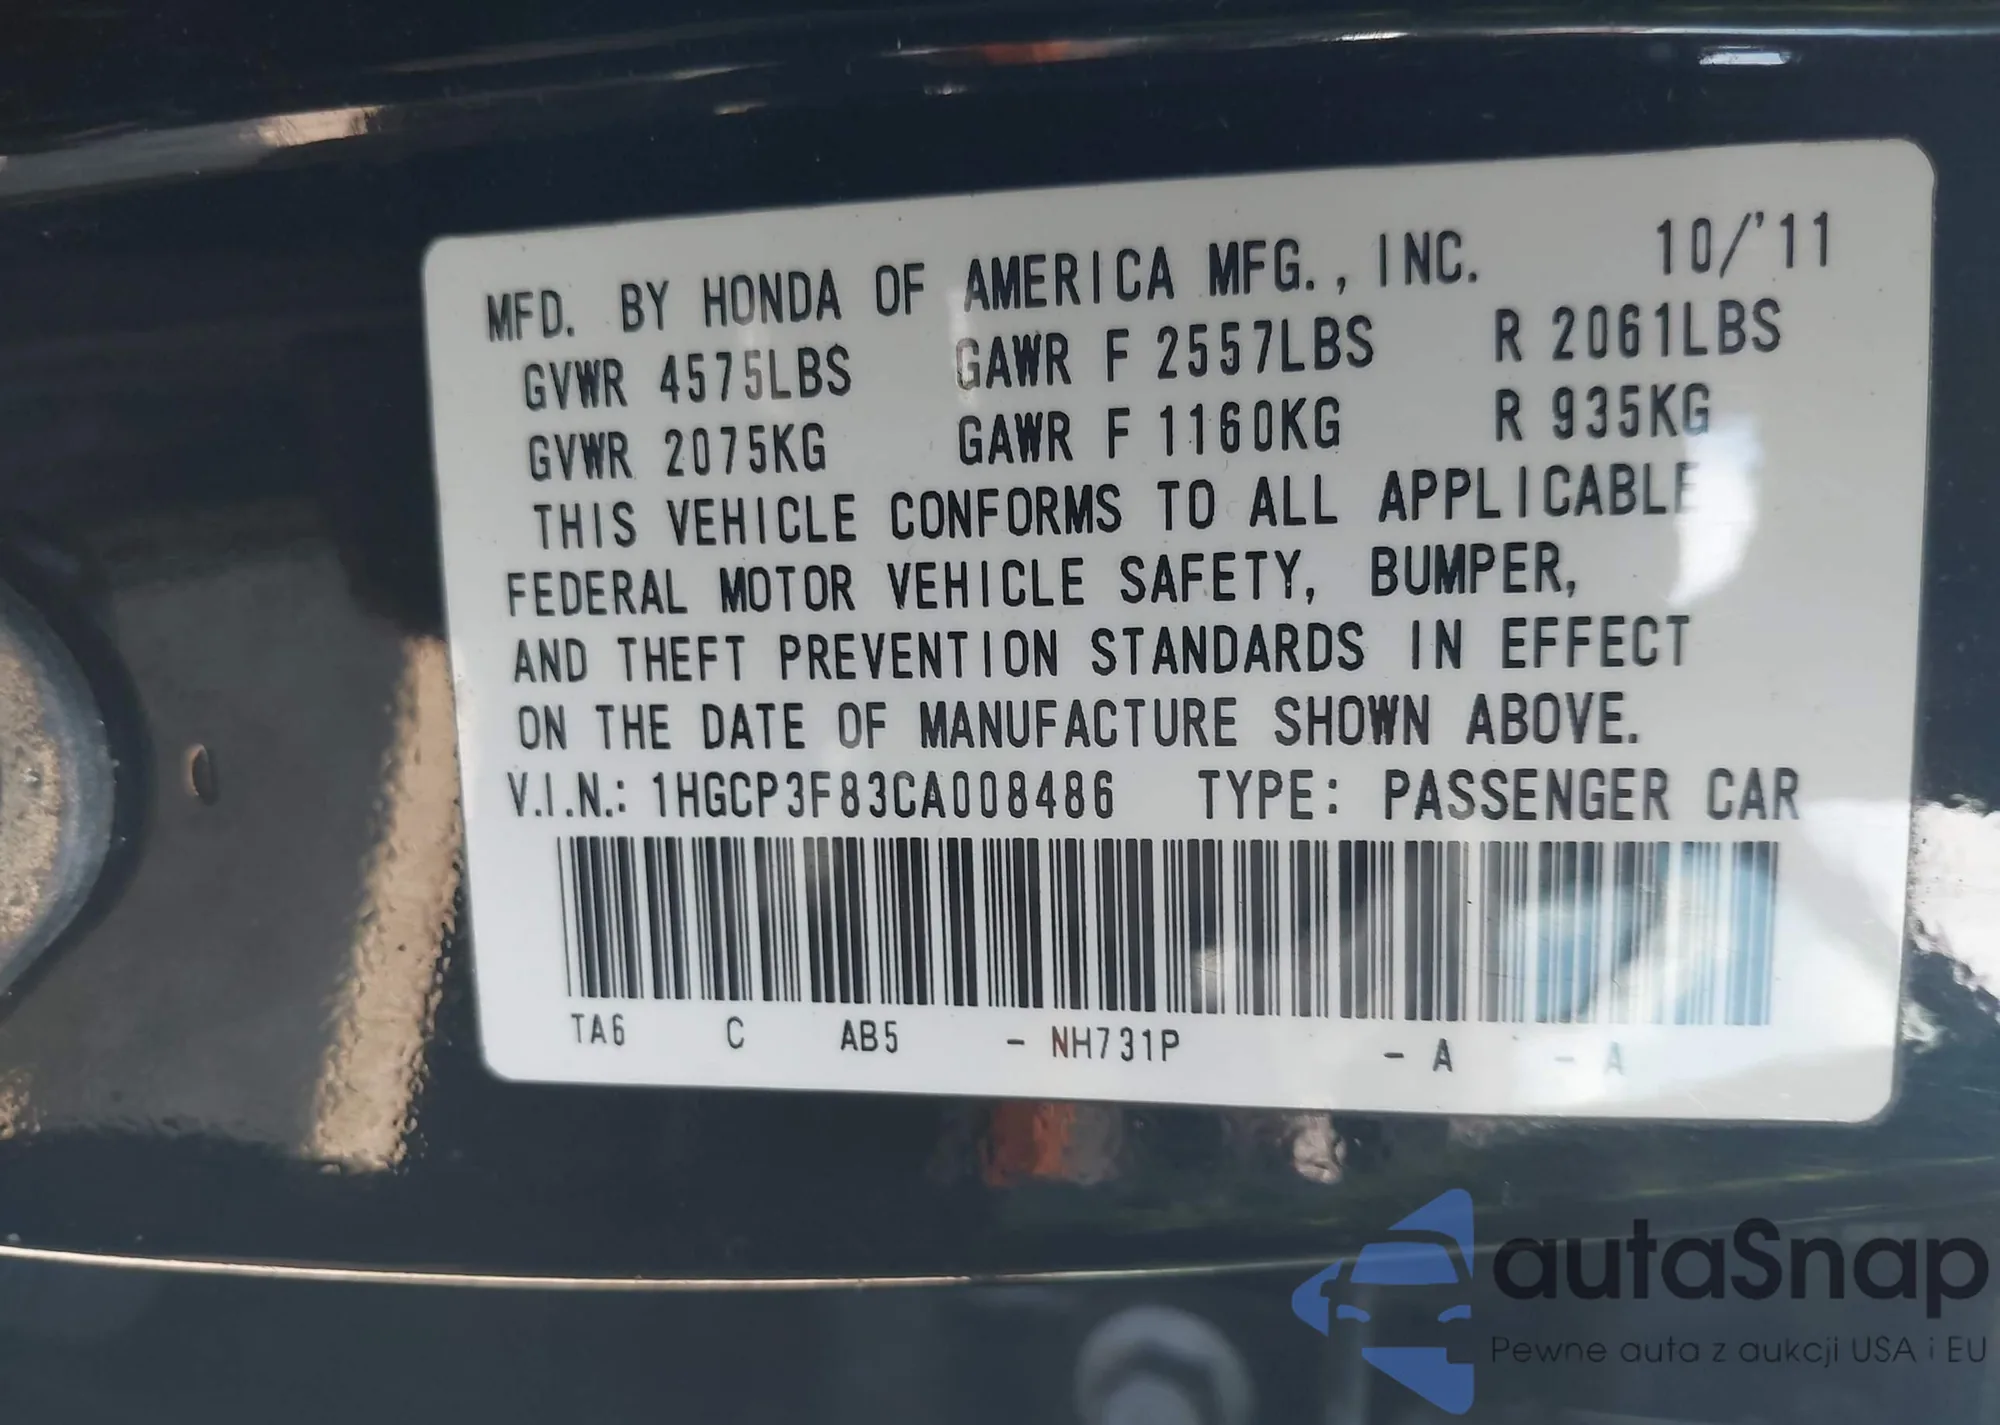 MFD. BY HONDA OF AMERICA MFG., INC. 10/'11
GVWR 4575LBS GAWR F 2557LBS R 2061LBS
GVWR 2075KG GAWR F 1160KG R 935KG
THIS VEHICLE CONFORMS TO ALL APPLICABLE
FEDERAL MOTOR VEHICLE SAFETY, BUMPER,
AND THEFT PREVENTION STANDARDS IN EFFECT
ON THE DATE OF MANUFACTURE SHOWN ABOVE.
V.I.N.: 1HGCP3F83CA008486 TYPE: PASSENGER CAR
TA6 C AB5 - NH731P - A - A
autaSnap
Pewne auta z aukcji USA i EU